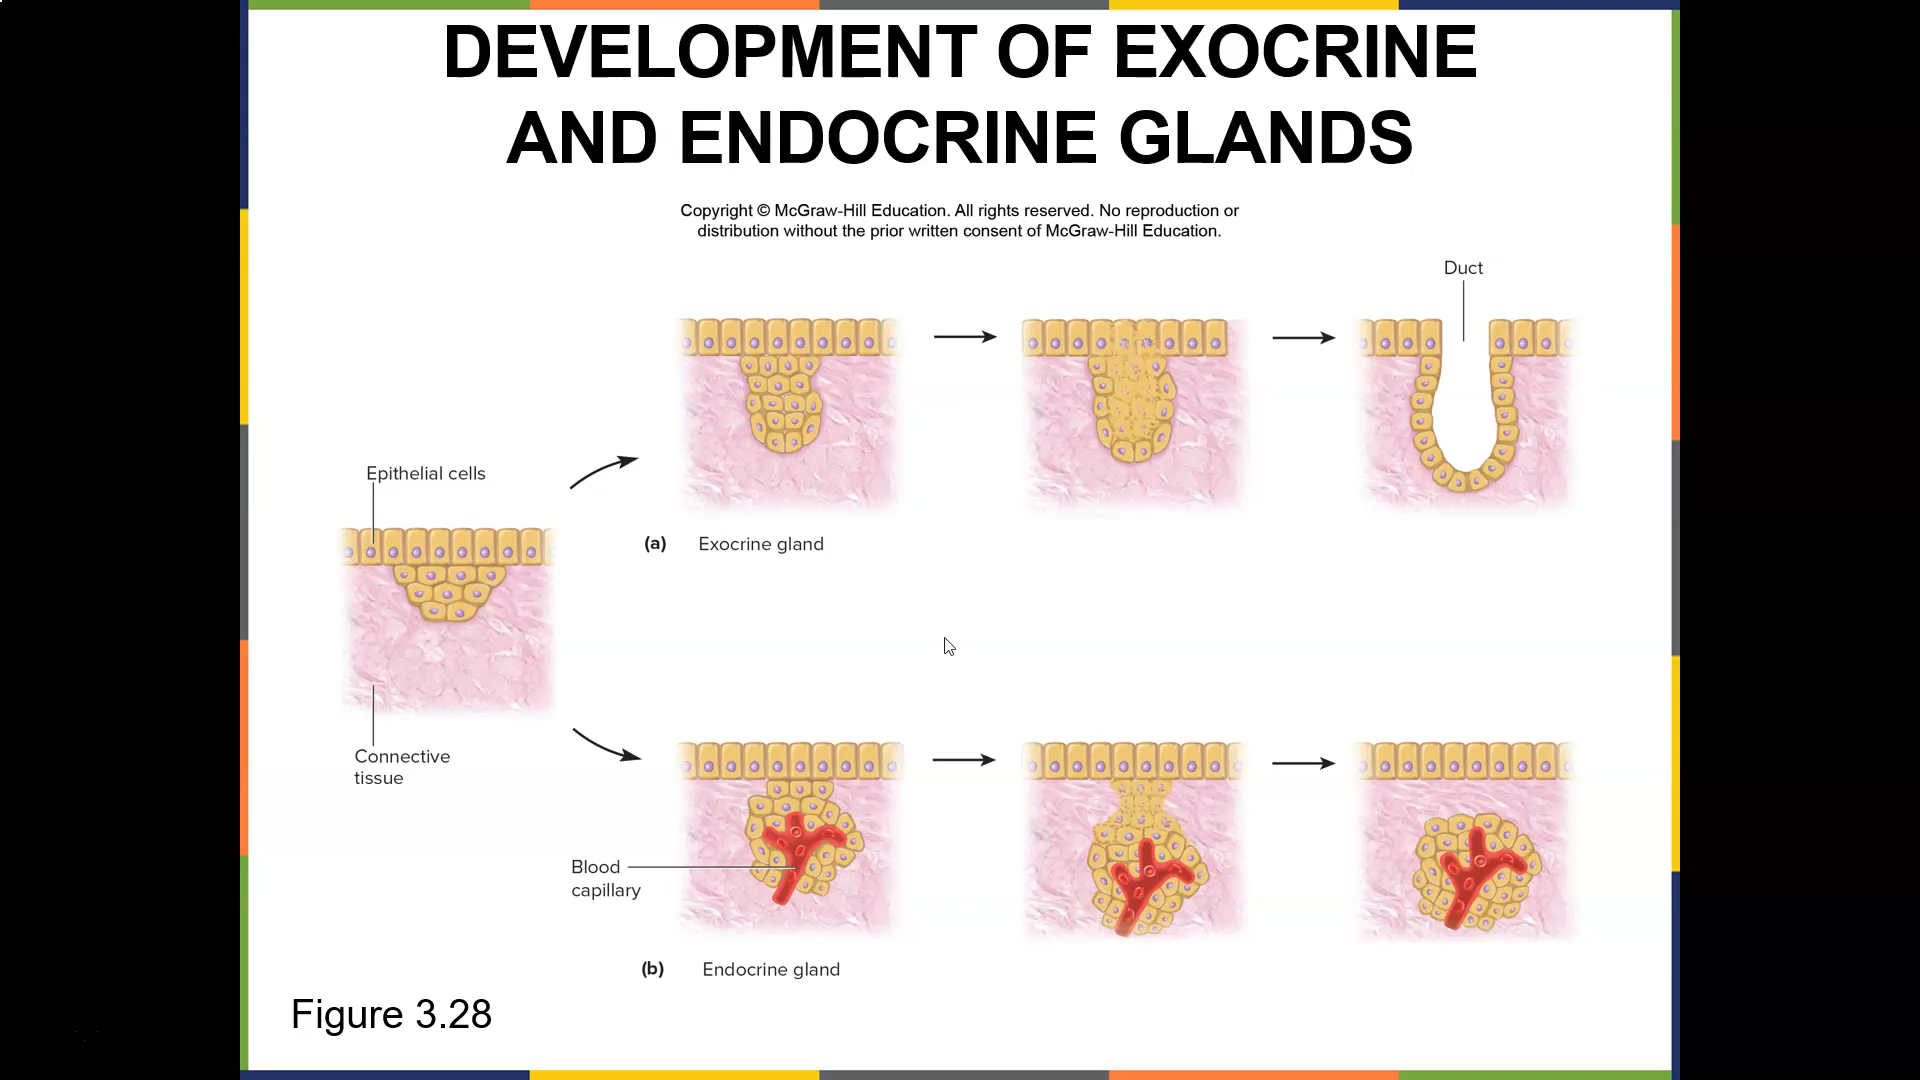 DEVELOPMENT OF EXOCRINE
AND ENDOCRINE GLANDS
Copyright © McGraw-Hill Education. All rights reserved. No reproduction or
distribution without the prior written consent of McGraw-Hill Education.
Duct
Epithelial cells
(a) Exocrine gland
Connective
tissue
Blood
capillary
(b) Endocrine gland
Figure 3.28